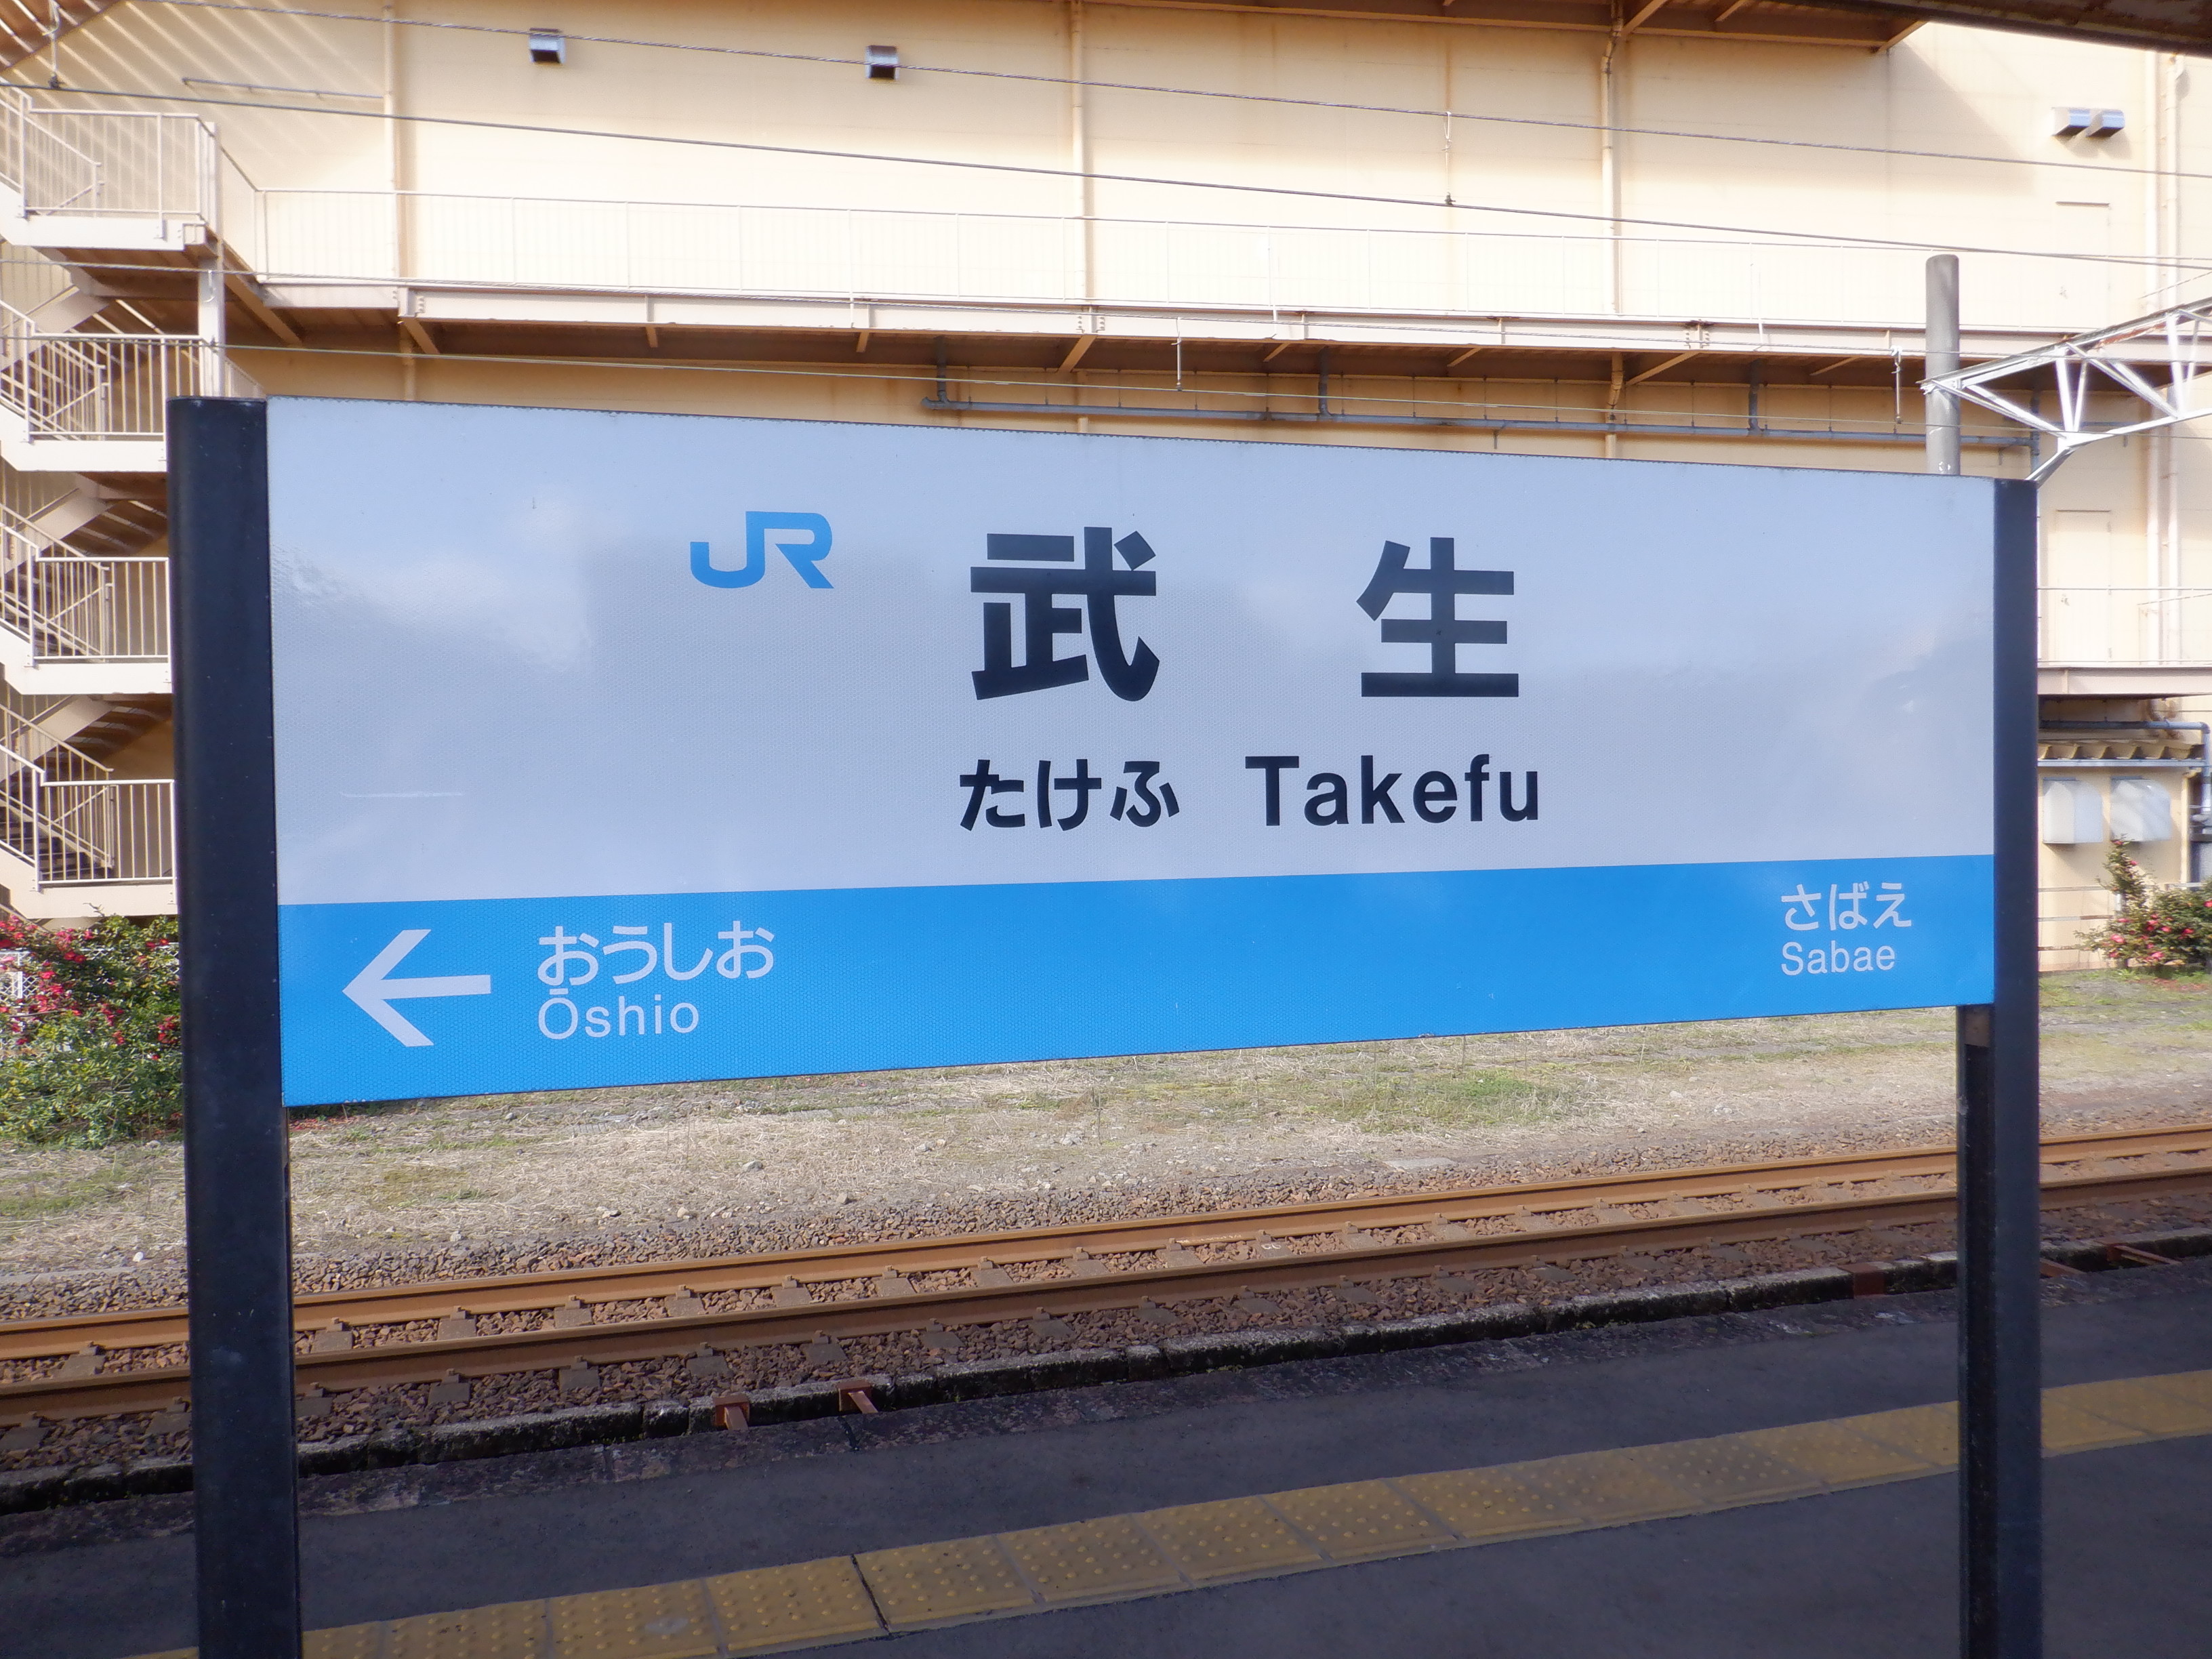 JR 武生
たけふ Takefu
← おうしお
Ōshio
さばえ
Sabae